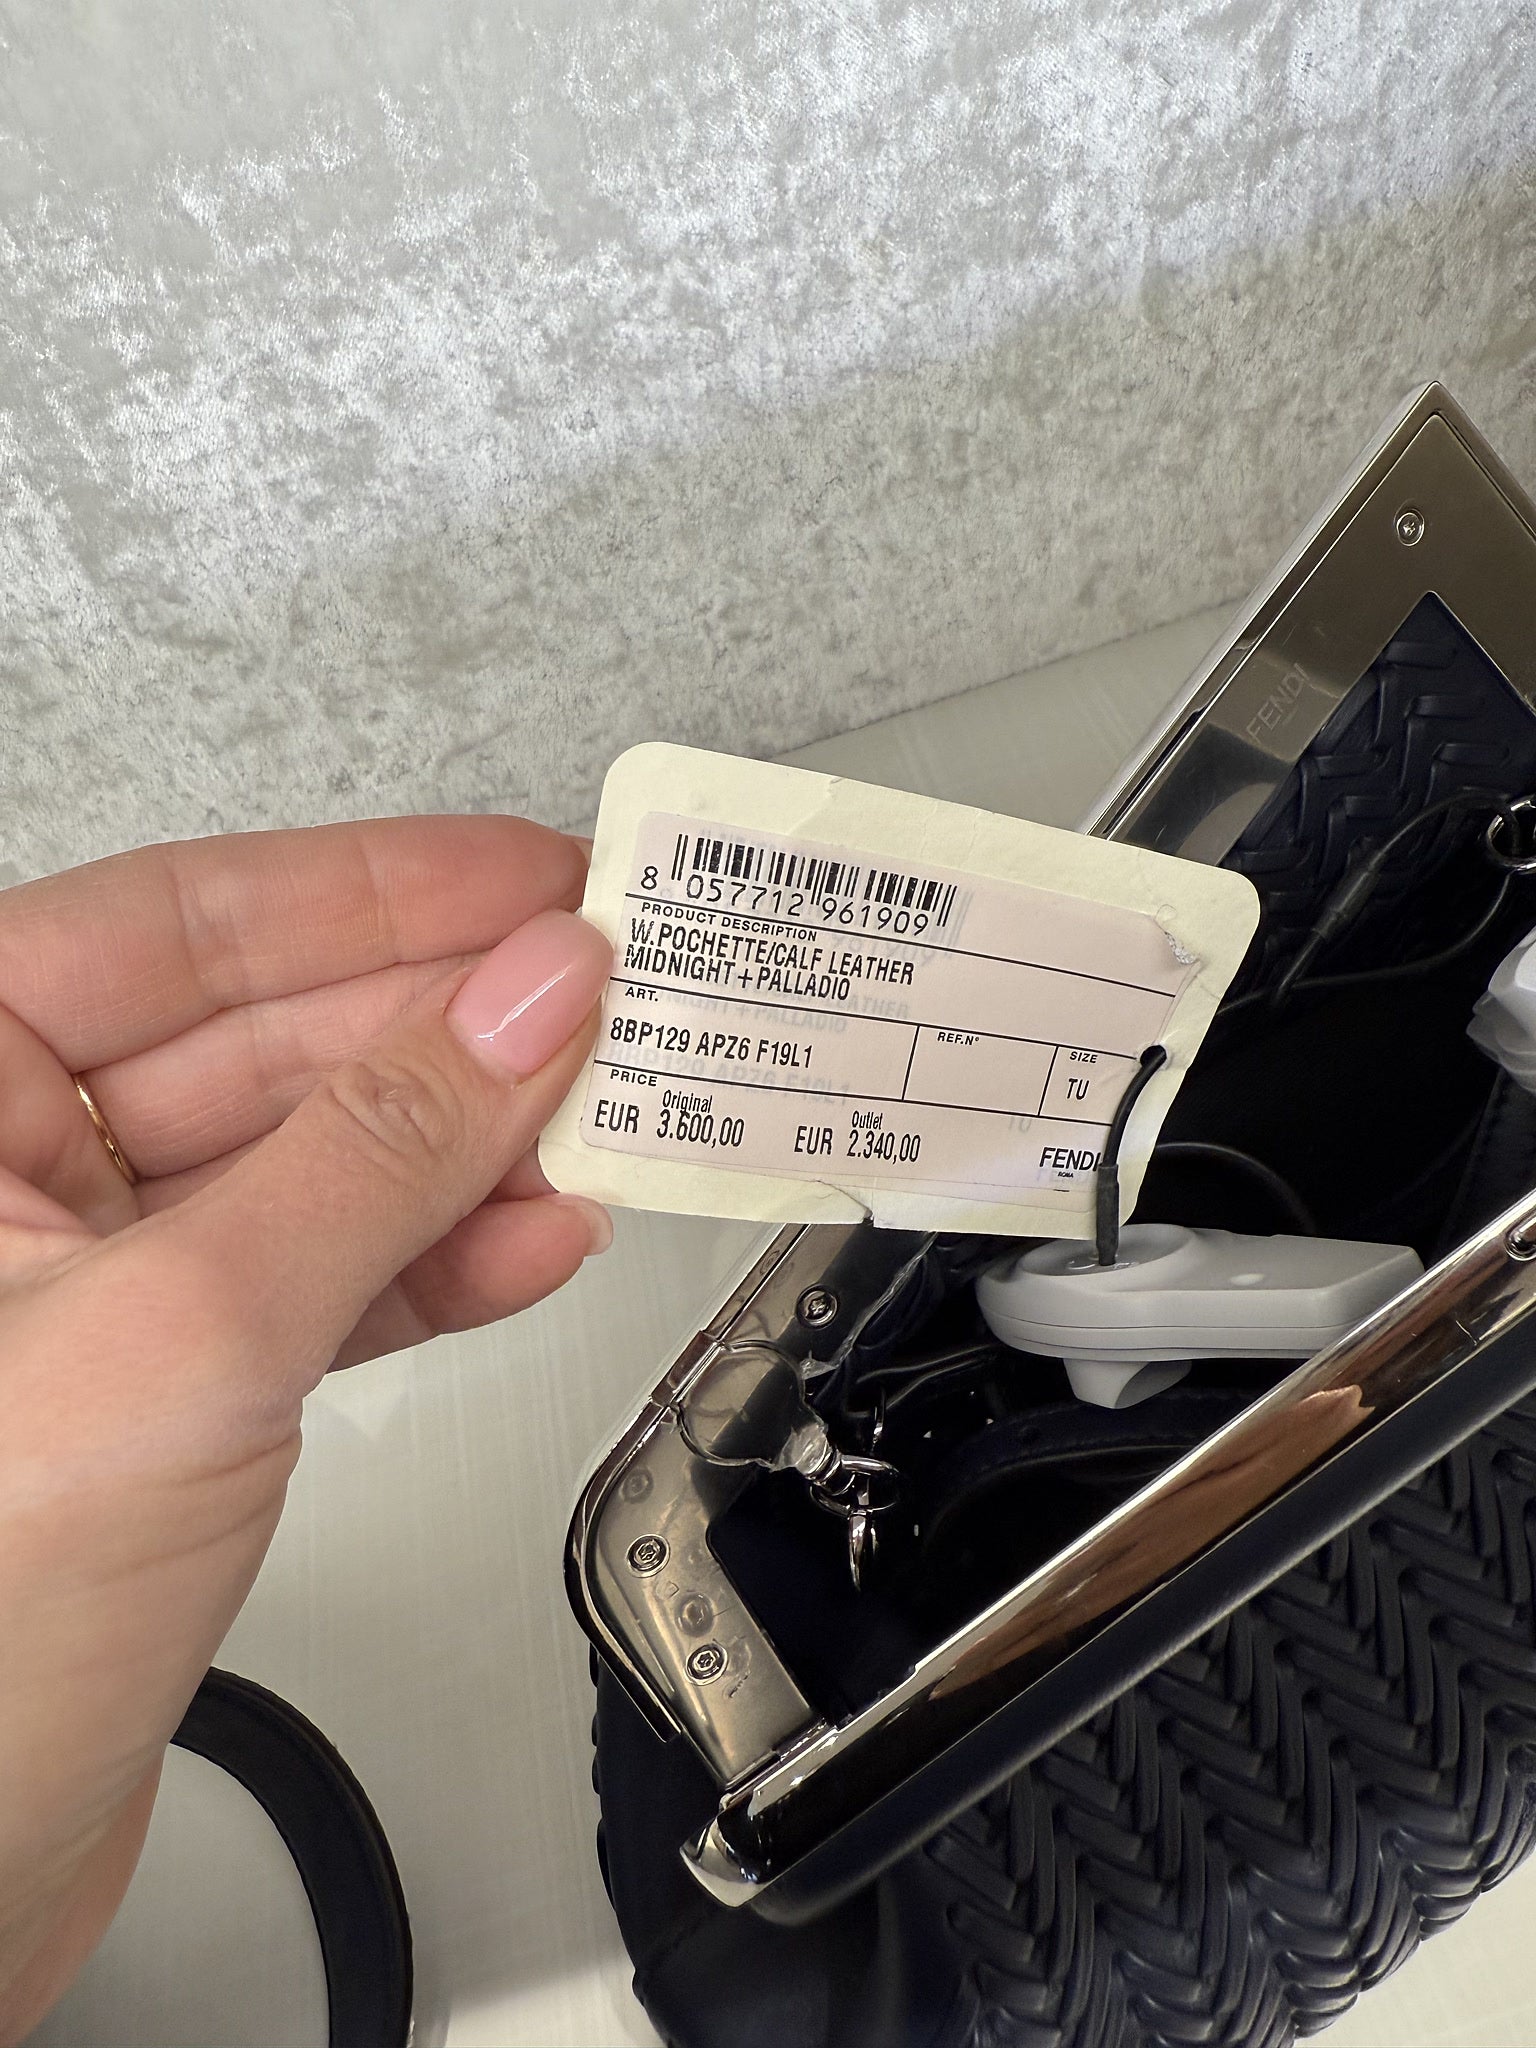 FENDI
8 057712 961909
PRODUCT DESCRIPTION
W.POCHETTE/CALF LEATHER
MIDNIGHT+PALLADIO
ART.
8BP129 APZ6 F19L1
REF.N°
SIZE
TU
PRICE
Original
EUR 3.600,00
Outlet
EUR 2.340,00
FENDI
ROMA